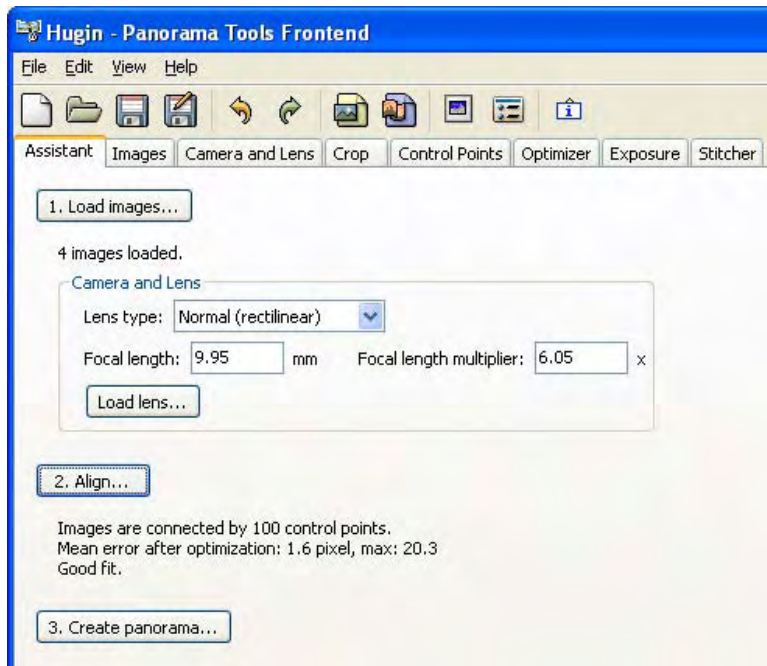 Hugin - Panorama Tools Frontend
File Edit View Help
Assistant Images Camera and Lens Crop Control Points Optimizer Exposure Stitcher
1. Load images...
4 images loaded.
Camera and Lens
Lens type: Normal (rectilinear)
Focal length: 9.95 mm Focal length multiplier: 6.05 x
Load lens...
2. Align...
Images are connected by 100 control points.
Mean error after optimization: 1.6 pixel, max: 20.3
Good fit.
3. Create panorama...